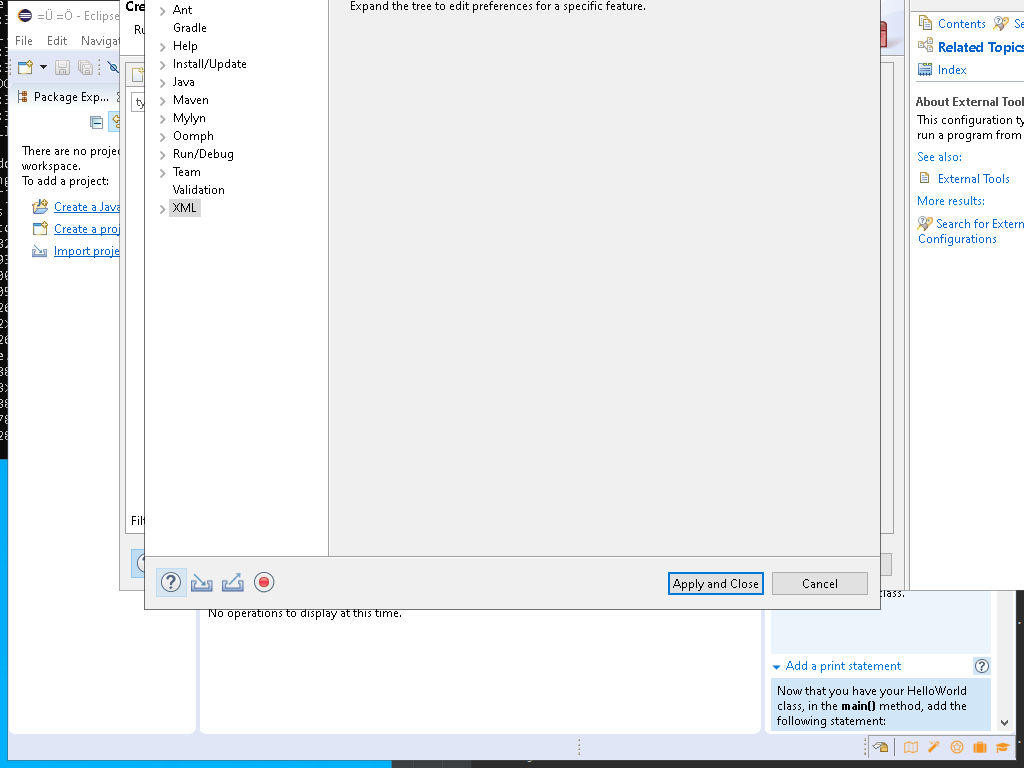 =Ü =Ö - Eclipse
File Edit Navigat
Package Exp...
There are no projec
workspace.
To add a project:
Create a Java
Create a proj
Import proje
Cre
Ru
ty
Filt
Ant
Gradle
Help
Install/Update
Java
Maven
Mylyn
Oomph
Run/Debug
Team
Validation
XML
Expand the tree to edit preferences for a specific feature.
Apply and Close
Cancel
Contents
Se
Related Topics
Index
About External Tool
This configuration ty
run a program from
See also:
External Tools
More results:
Search for Extern
Configurations
No operations to display at this time.
class.
Add a print statement
Now that you have your HelloWorld
class, in the main() method, add the
following statement: